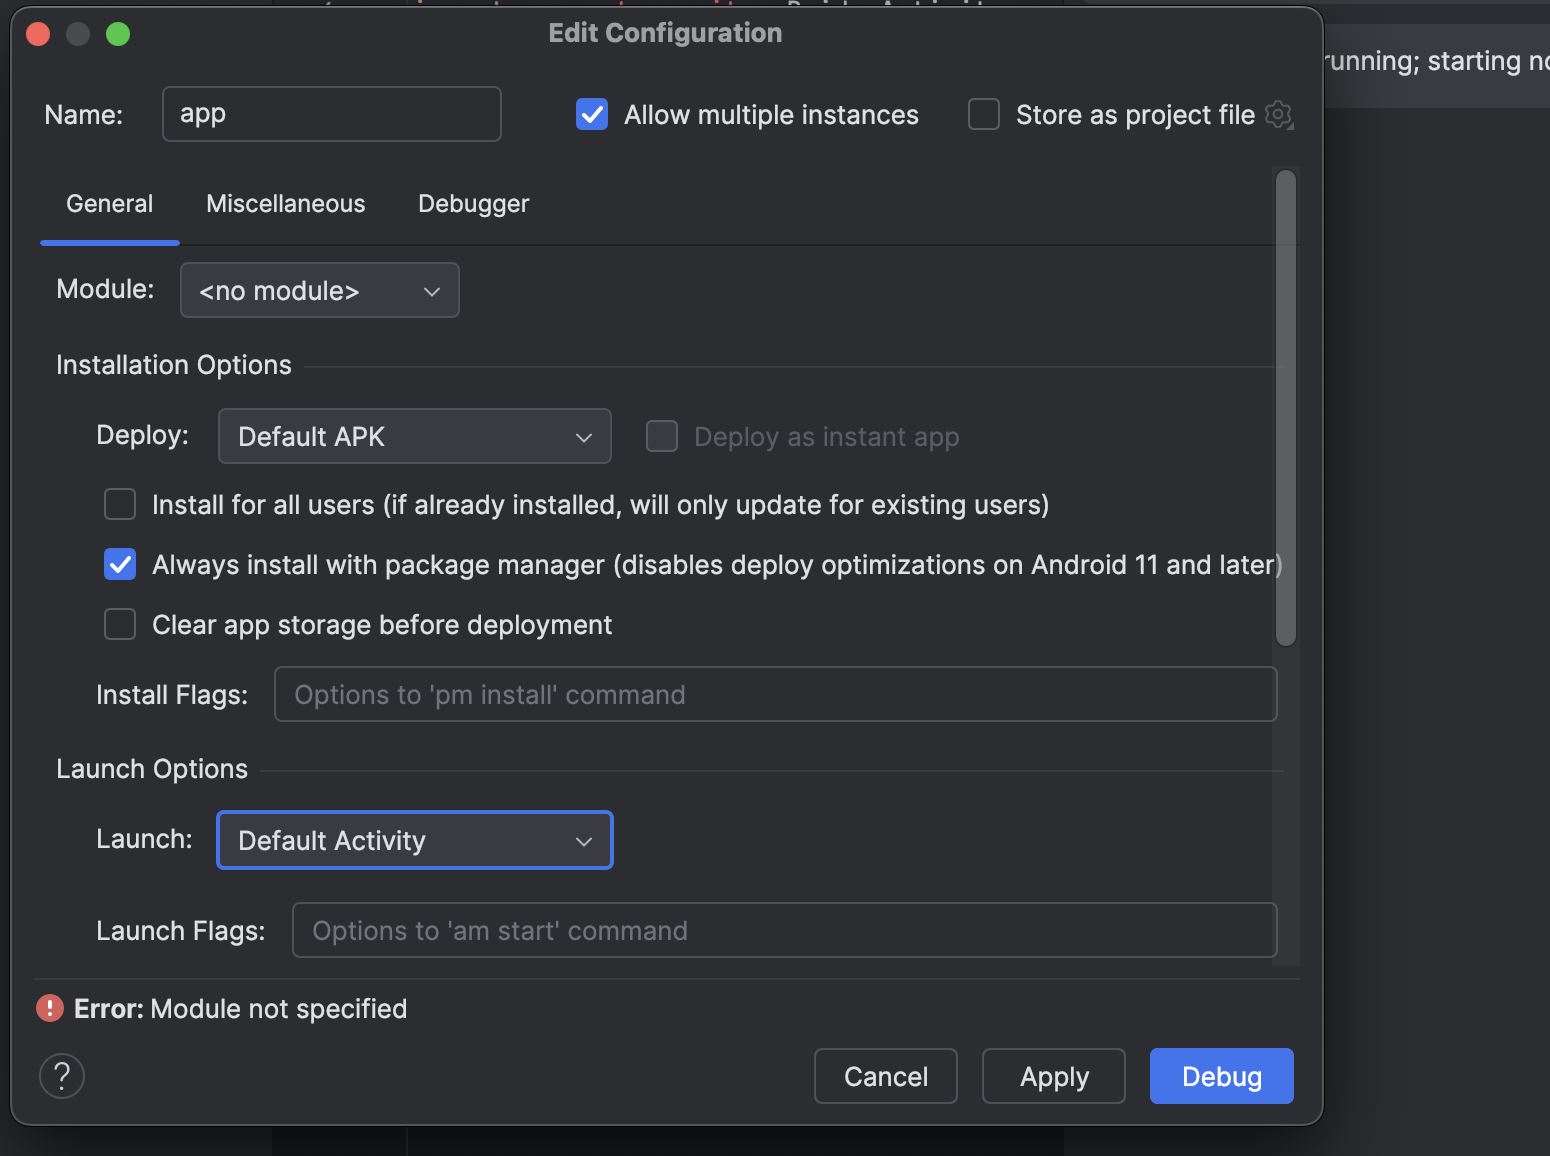 Edit Configuration
running; starting
Name: app Allow multiple instances Store as project file
General Miscellaneous Debugger
Module: <no module>
Installation Options
Deploy: Default APK Deploy as instant app
Install for all users (if already installed, will only update for existing users)
Always install with package manager (disables deploy optimizations on Android 11 and later)
Clear app storage before deployment
Install Flags: Options to 'pm install' command
Launch Options
Launch: Default Activity
Launch Flags: Options to 'am start' command
Error: Module not specified
? Cancel Apply Debug